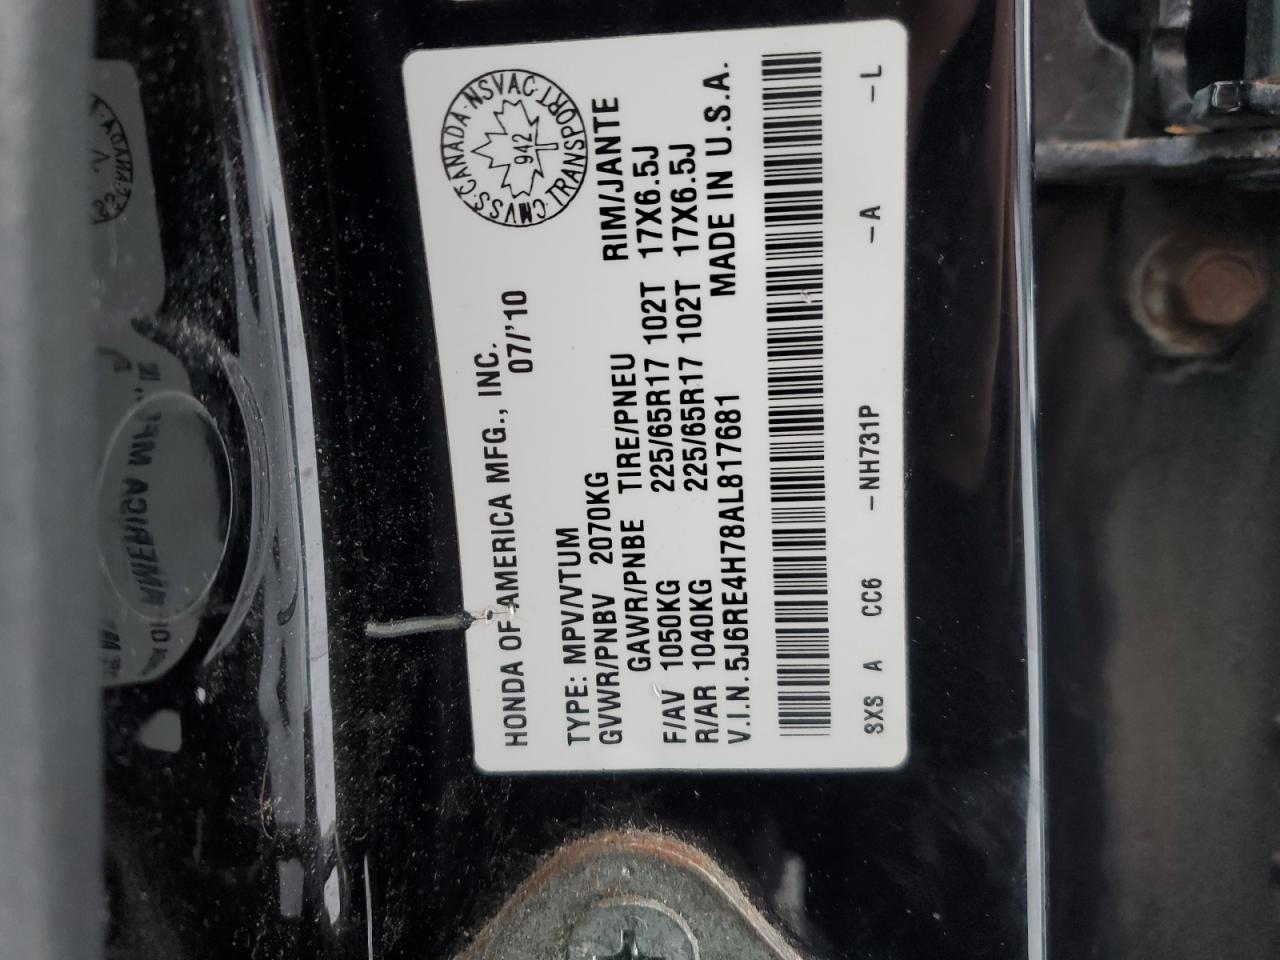 CMVSS·CANADA·NSVAC·TRANSPORT
942
HONDA OF AMERICA MFG., INC.
07/'10
TYPE: MPV/VTUM
GVWR/PNBV 2070KG
GAWR/PNBE TIRE/PNEU RIM/JANTE
F/AV 1050KG 225/65R17 102T 17X6.5J
R/AR 1040KG 225/65R17 102T 17X6.5J
V.I.N.5J6RE4H78AL817681 MADE IN U.S.A.
SXS A CC6 -NH731P -A -L